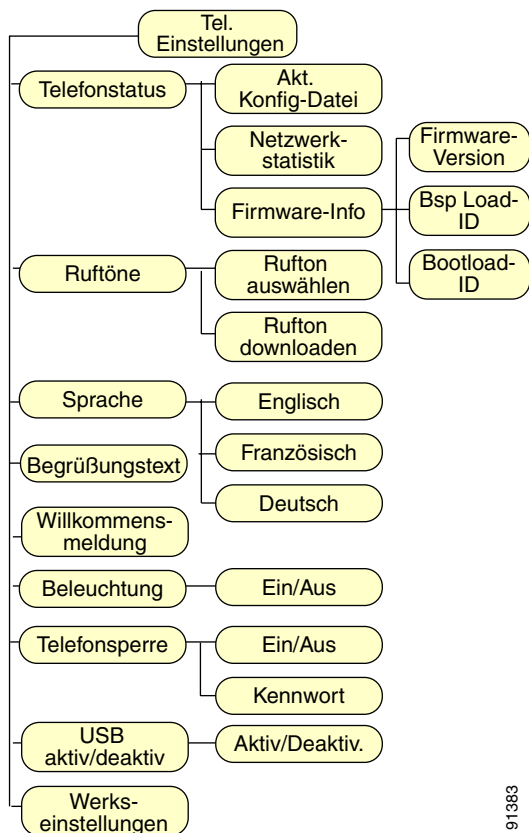 Tel.
Einstellungen
Telefonstatus
Akt.
Konfig-Datei
Netzwerk-
statistik
Firmware-Info
Firmware-
Version
Bsp Load-
ID
Bootload-
ID
Ruftöne
Rufton
auswählen
Rufton
downloaden
Sprache
Englisch
Französisch
Deutsch
Begrüßungstext
Willkommens-
meldung
Beleuchtung
Ein/Aus
Telefonsperre
Ein/Aus
Kennwort
USB
aktiv/deaktiv
Aktiv/Deaktiv.
Werks-
einstellungen
91383